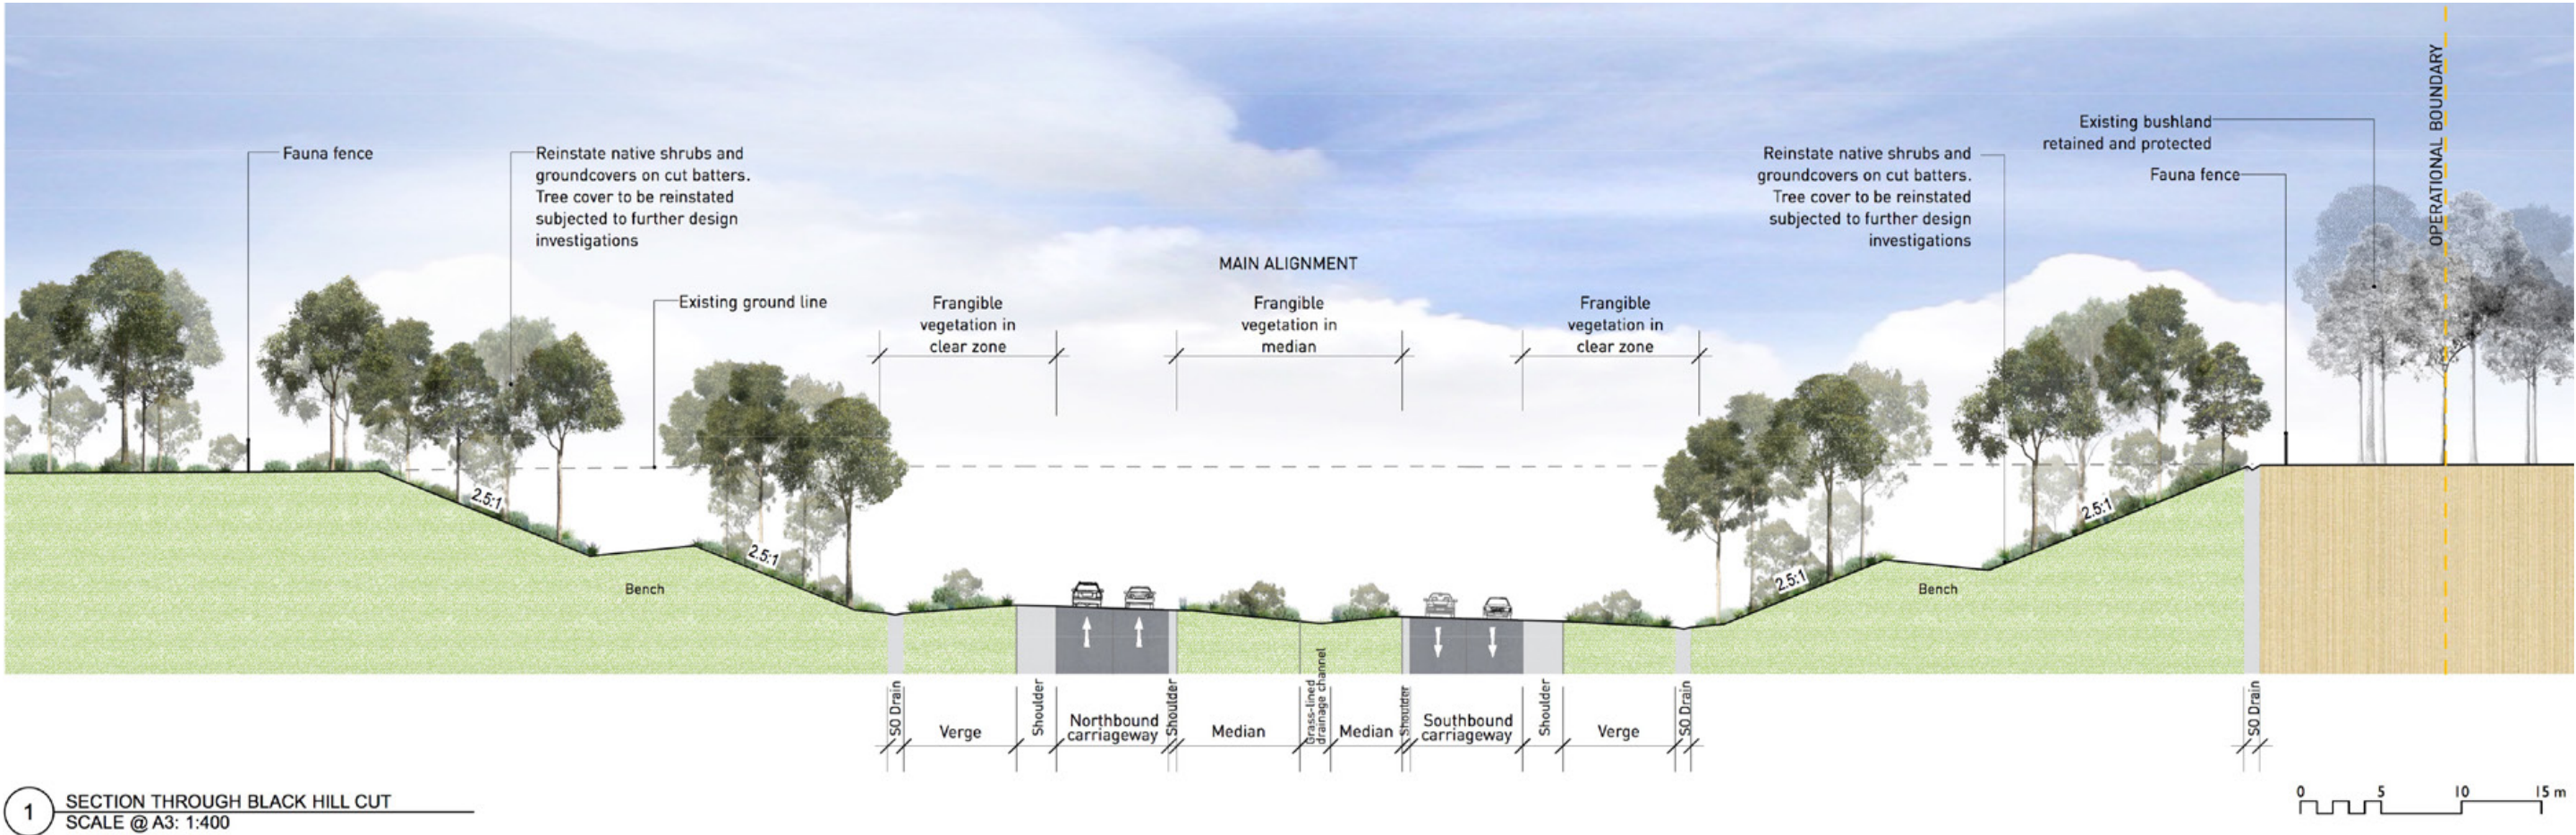 Fauna fence
Reinstate native shrubs and
groundcovers on cut batters.
Tree cover to be reinstated
subjected to further design
investigations
Existing ground line
MAIN ALIGNMENT
Frangible
vegetation in
clear zone
Frangible
vegetation in
median
Frangible
vegetation in
clear zone
Reinstate native shrubs and
groundcovers on cut batters.
Tree cover to be reinstated
subjected to further design
investigations
Existing bushland
retained and protected
Fauna fence
OPERATIONAL BOUNDARY
2.5:1
Bench
2.5:1
2.5:1
Bench
2.5:1
SO Drain
Verge
Shoulder
Northbound
carriageway
Shoulder
Median
Grass-lined
drainage channel
Median
Shoulder
Southbound
carriageway
Shoulder
Verge
SO Drain
SO Drain
1
SECTION THROUGH BLACK HILL CUT
SCALE @ A3: 1:400
0 5 10 15 m